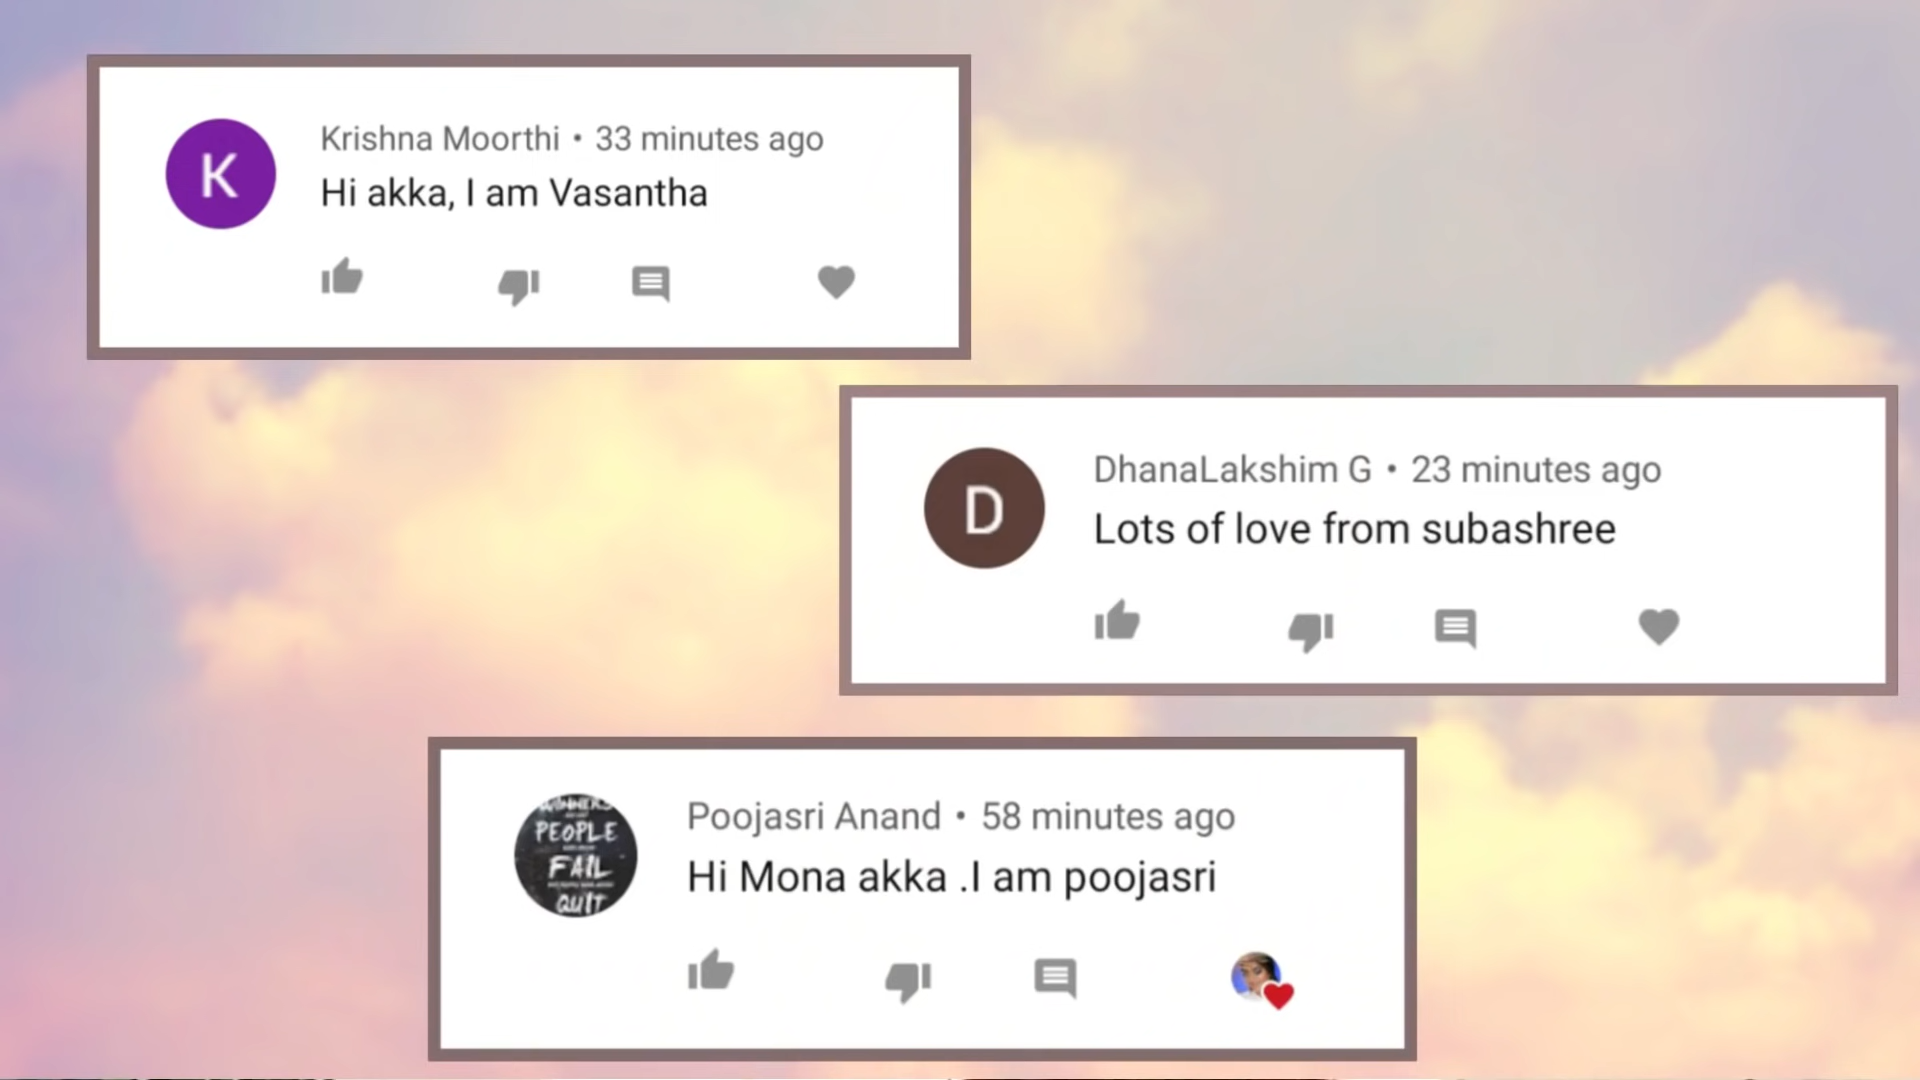 K
Krishna Moorthi • 33 minutes ago
Hi akka, I am Vasantha
D
DhanaLakshim G • 23 minutes ago
Lots of love from subashree
WINNERS
PEOPLE
FAIL
QUIT
Poojasri Anand • 58 minutes ago
Hi Mona akka .I am poojasri